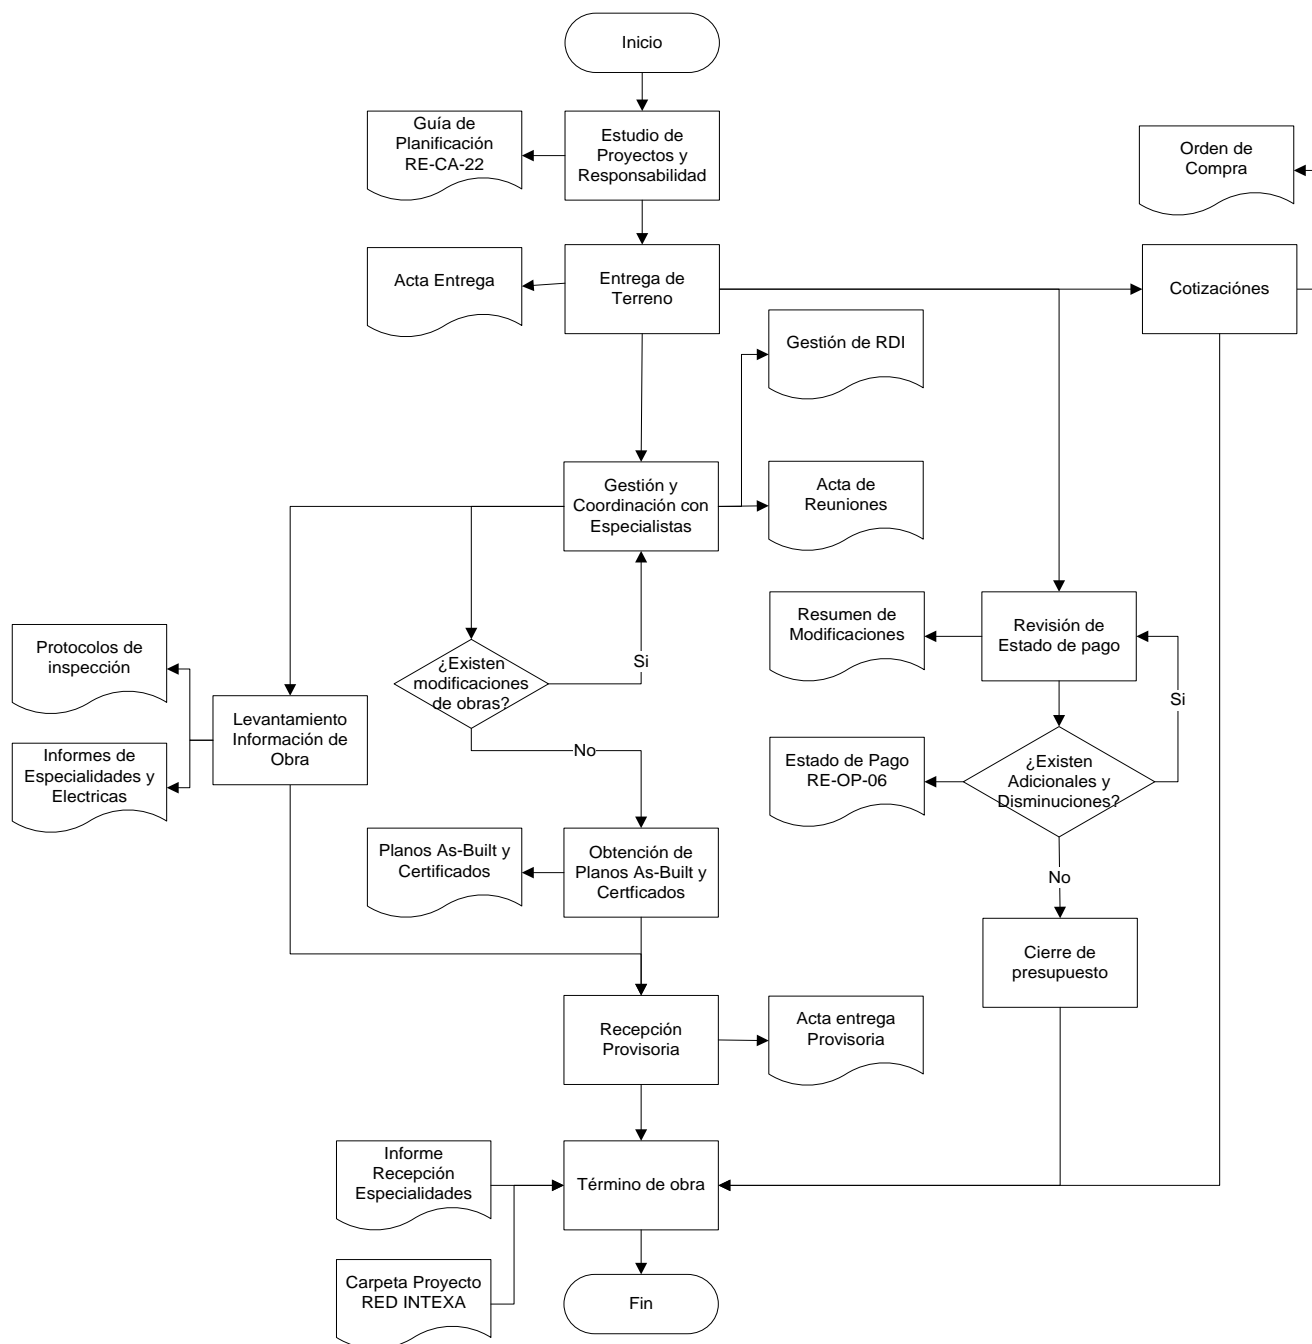 Inicio
Guía de
Planificación
RE-CA-22
Estudio de
Proyectos y
Responsabilidad
Orden de
Compra
Acta Entrega
Entrega de
Terreno
Cotizaciónes
Gestión de RDI
Gestión y
Coordinación con
Especialistas
Acta de
Reuniones
Protocolos de
inspección
¿Existen
modificaciones
de obras?
Si
Resumen de
Modificaciones
Revisión de
Estado de pago
Si
Levantamiento
Información de
Obra
Informes de
Especialidades y
Electricas
No
Estado de Pago
RE-OP-06
¿Existen
Adicionales y
Disminuciones?
Planos As-Built y
Certificados
Obtención de
Planos As-Built y
Certficados
No
Cierre de
presupuesto
Recepción
Provisoria
Acta entrega
Provisoria
Informe
Recepción
Especialidades
Término de obra
Carpeta Proyecto
RED INTEXA
Fin